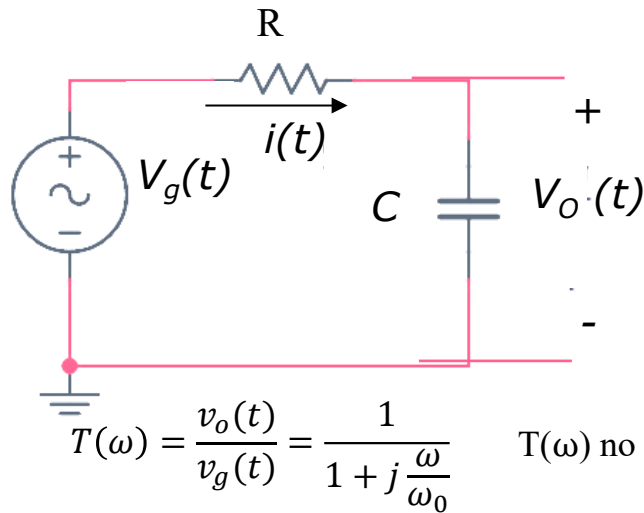 R
+
i(t)
V_g(t)
C
V_O (t)
-
T(ω) = v_o(t)/v_g(t) = 1/(1 + j ω/ω_0) T(ω) no